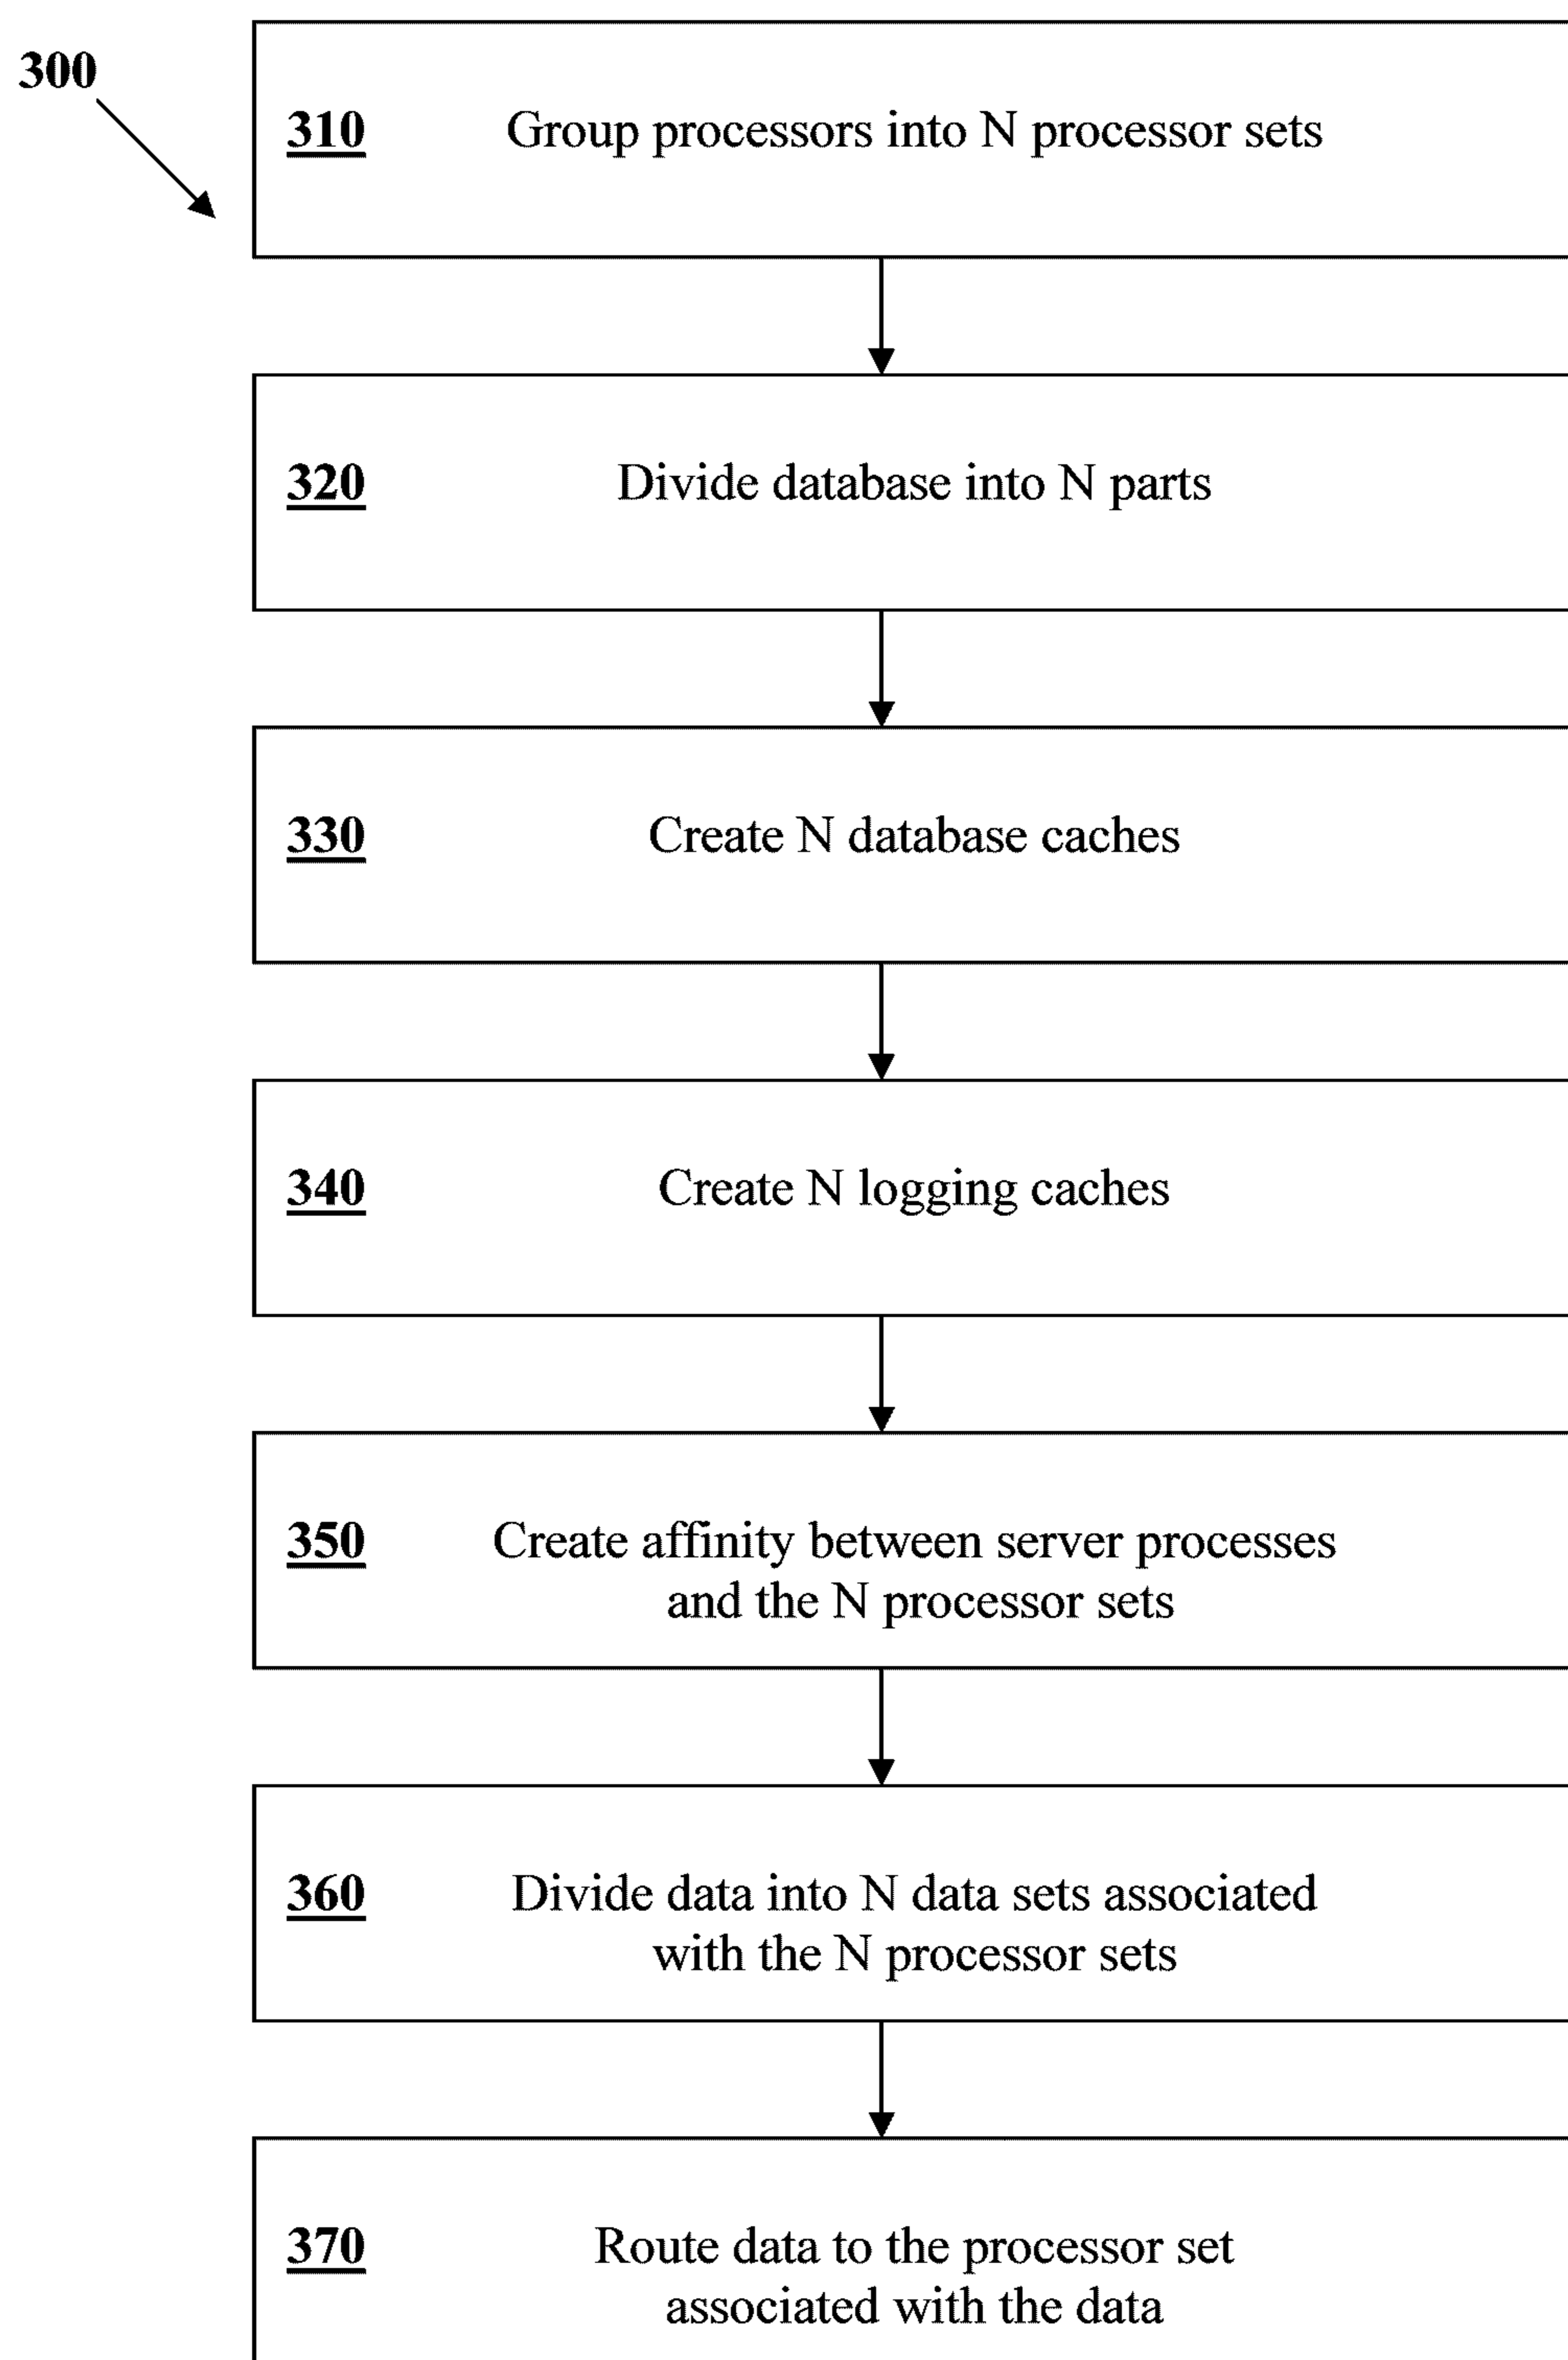 300
310 Group processors into N processor sets
320 Divide database into N parts
330 Create N database caches
340 Create N logging caches
350 Create affinity between server processes
and the N processor sets
360 Divide data into N data sets associated
with the N processor sets
370 Route data to the processor set
associated with the data